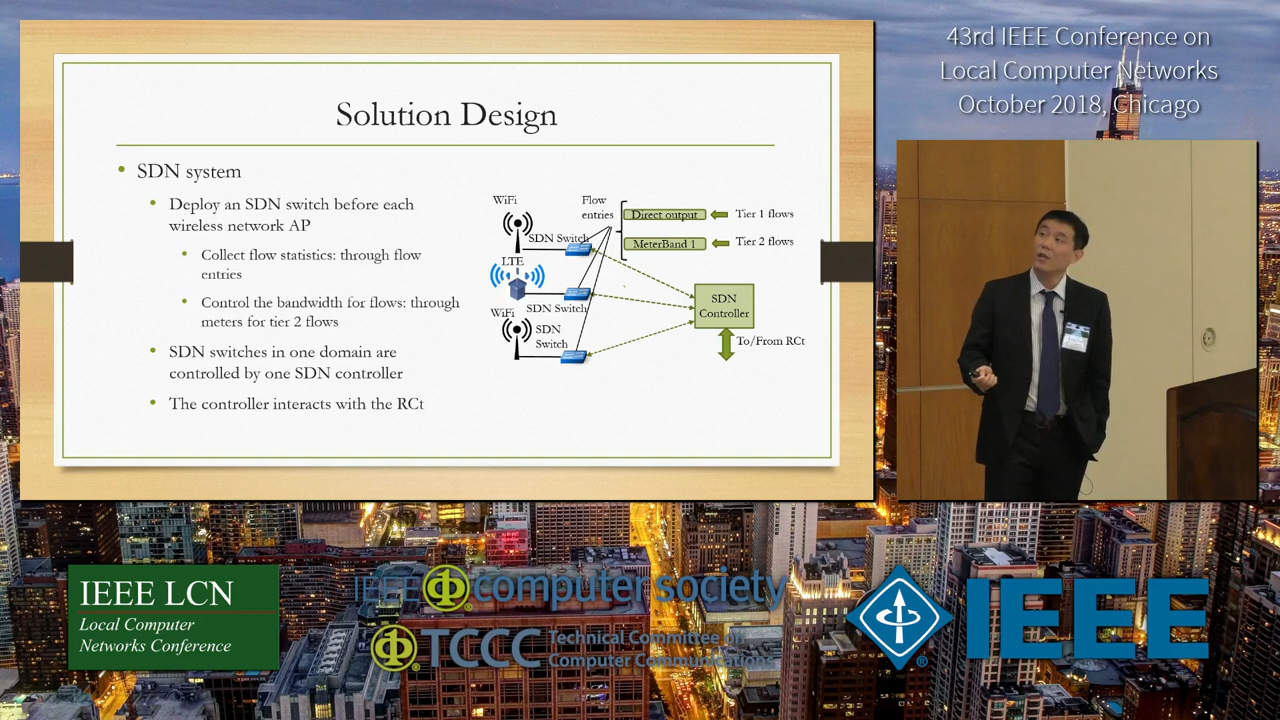 43rd IEEE Conference on
Local Computer Networks
October 2018, Chicago
Solution Design
• SDN system
• Deploy an SDN switch before each
wireless network AP
• Collect flow statistics: through flow
entries
• Control the bandwidth for flows: through
meters for tier 2 flows
• SDN switches in one domain are
controlled by one SDN controller
• The controller interacts with the RCt
WiFi
Flow
entries
Direct output
Tier 1 flows
SDN Switch
MeterBand 1
Tier 2 flows
LTE
SDN Switch
SDN
Controller
WiFi
SDN
Switch
To/From RCt
IEEE LCN
Local Computer
Networks Conference
IEEE computer society
TCCC Technical Committee on
Computer Communications
IEEE